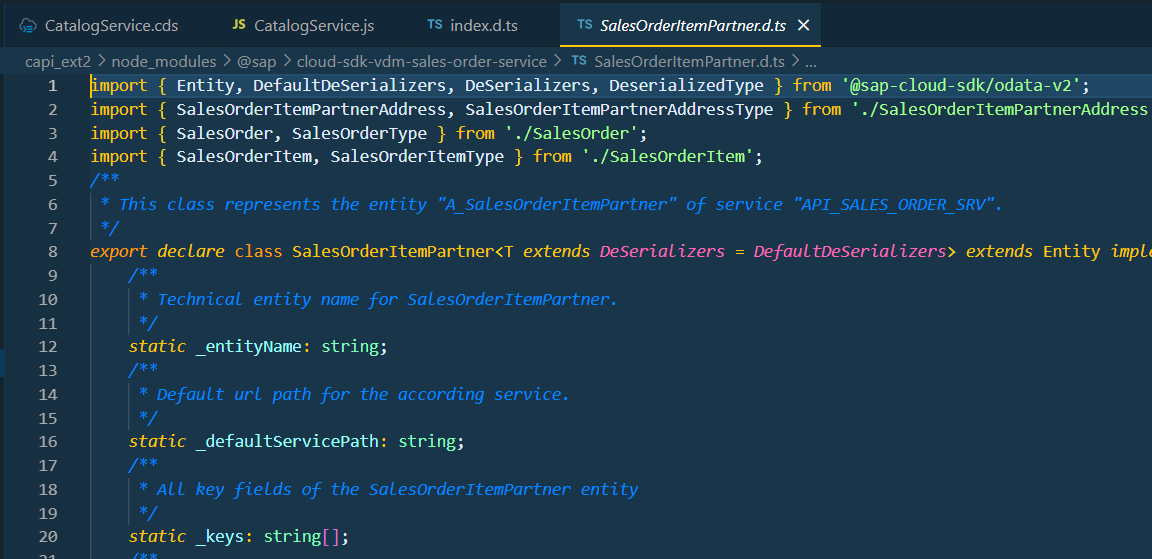 CatalogService.cds JS CatalogService.js TS index.d.ts TS SalesOrderItemPartner.d.ts ×
capi_ext2 > node_modules > @sap > cloud-sdk-vdm-sales-order-service > TS SalesOrderItemPartner.d.ts > ...
1 import { Entity, DefaultDeSerializers, DeSerializers, DeserializedType } from '@sap-cloud-sdk/odata-v2';
2 import { SalesOrderItemPartnerAddress, SalesOrderItemPartnerAddressType } from './SalesOrderItemPartnerAddress
3 import { SalesOrder, SalesOrderType } from './SalesOrder';
4 import { SalesOrderItem, SalesOrderItemType } from './SalesOrderItem';
5 /**
6 * This class represents the entity "A_SalesOrderItemPartner" of service "API_SALES_ORDER_SRV".
7 */
8 export declare class SalesOrderItemPartner<T extends DeSerializers = DefaultDeSerializers> extends Entity imple
9 /**
10 * Technical entity name for SalesOrderItemPartner.
11 */
12 static _entityName: string;
13 /**
14 * Default url path for the according service.
15 */
16 static _defaultServicePath: string;
17 /**
18 * All key fields of the SalesOrderItemPartner entity
19 */
20 static _keys: string[];
21 /**